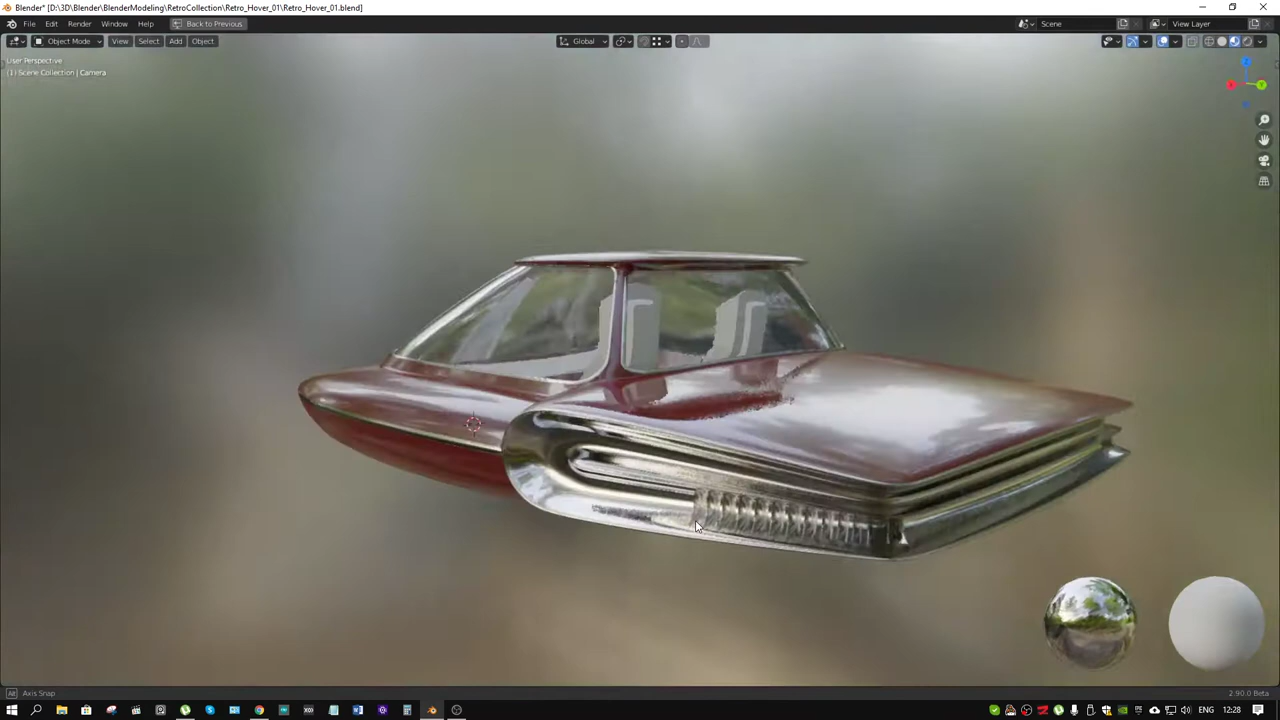 Blender* [D:\3D\Blender\BlenderModeling\RetroCollection\Retro_Hover_01\Retro_Hover_01.blend]
File Edit Render Window Help Back to Previous Scene View Layer
Object Mode View Select Add Object Global
User Perspective
(1) Scene Collection | Camera
Z
X
Y
Alt Axis Snap 2.90.0 Beta
ENG 12:28